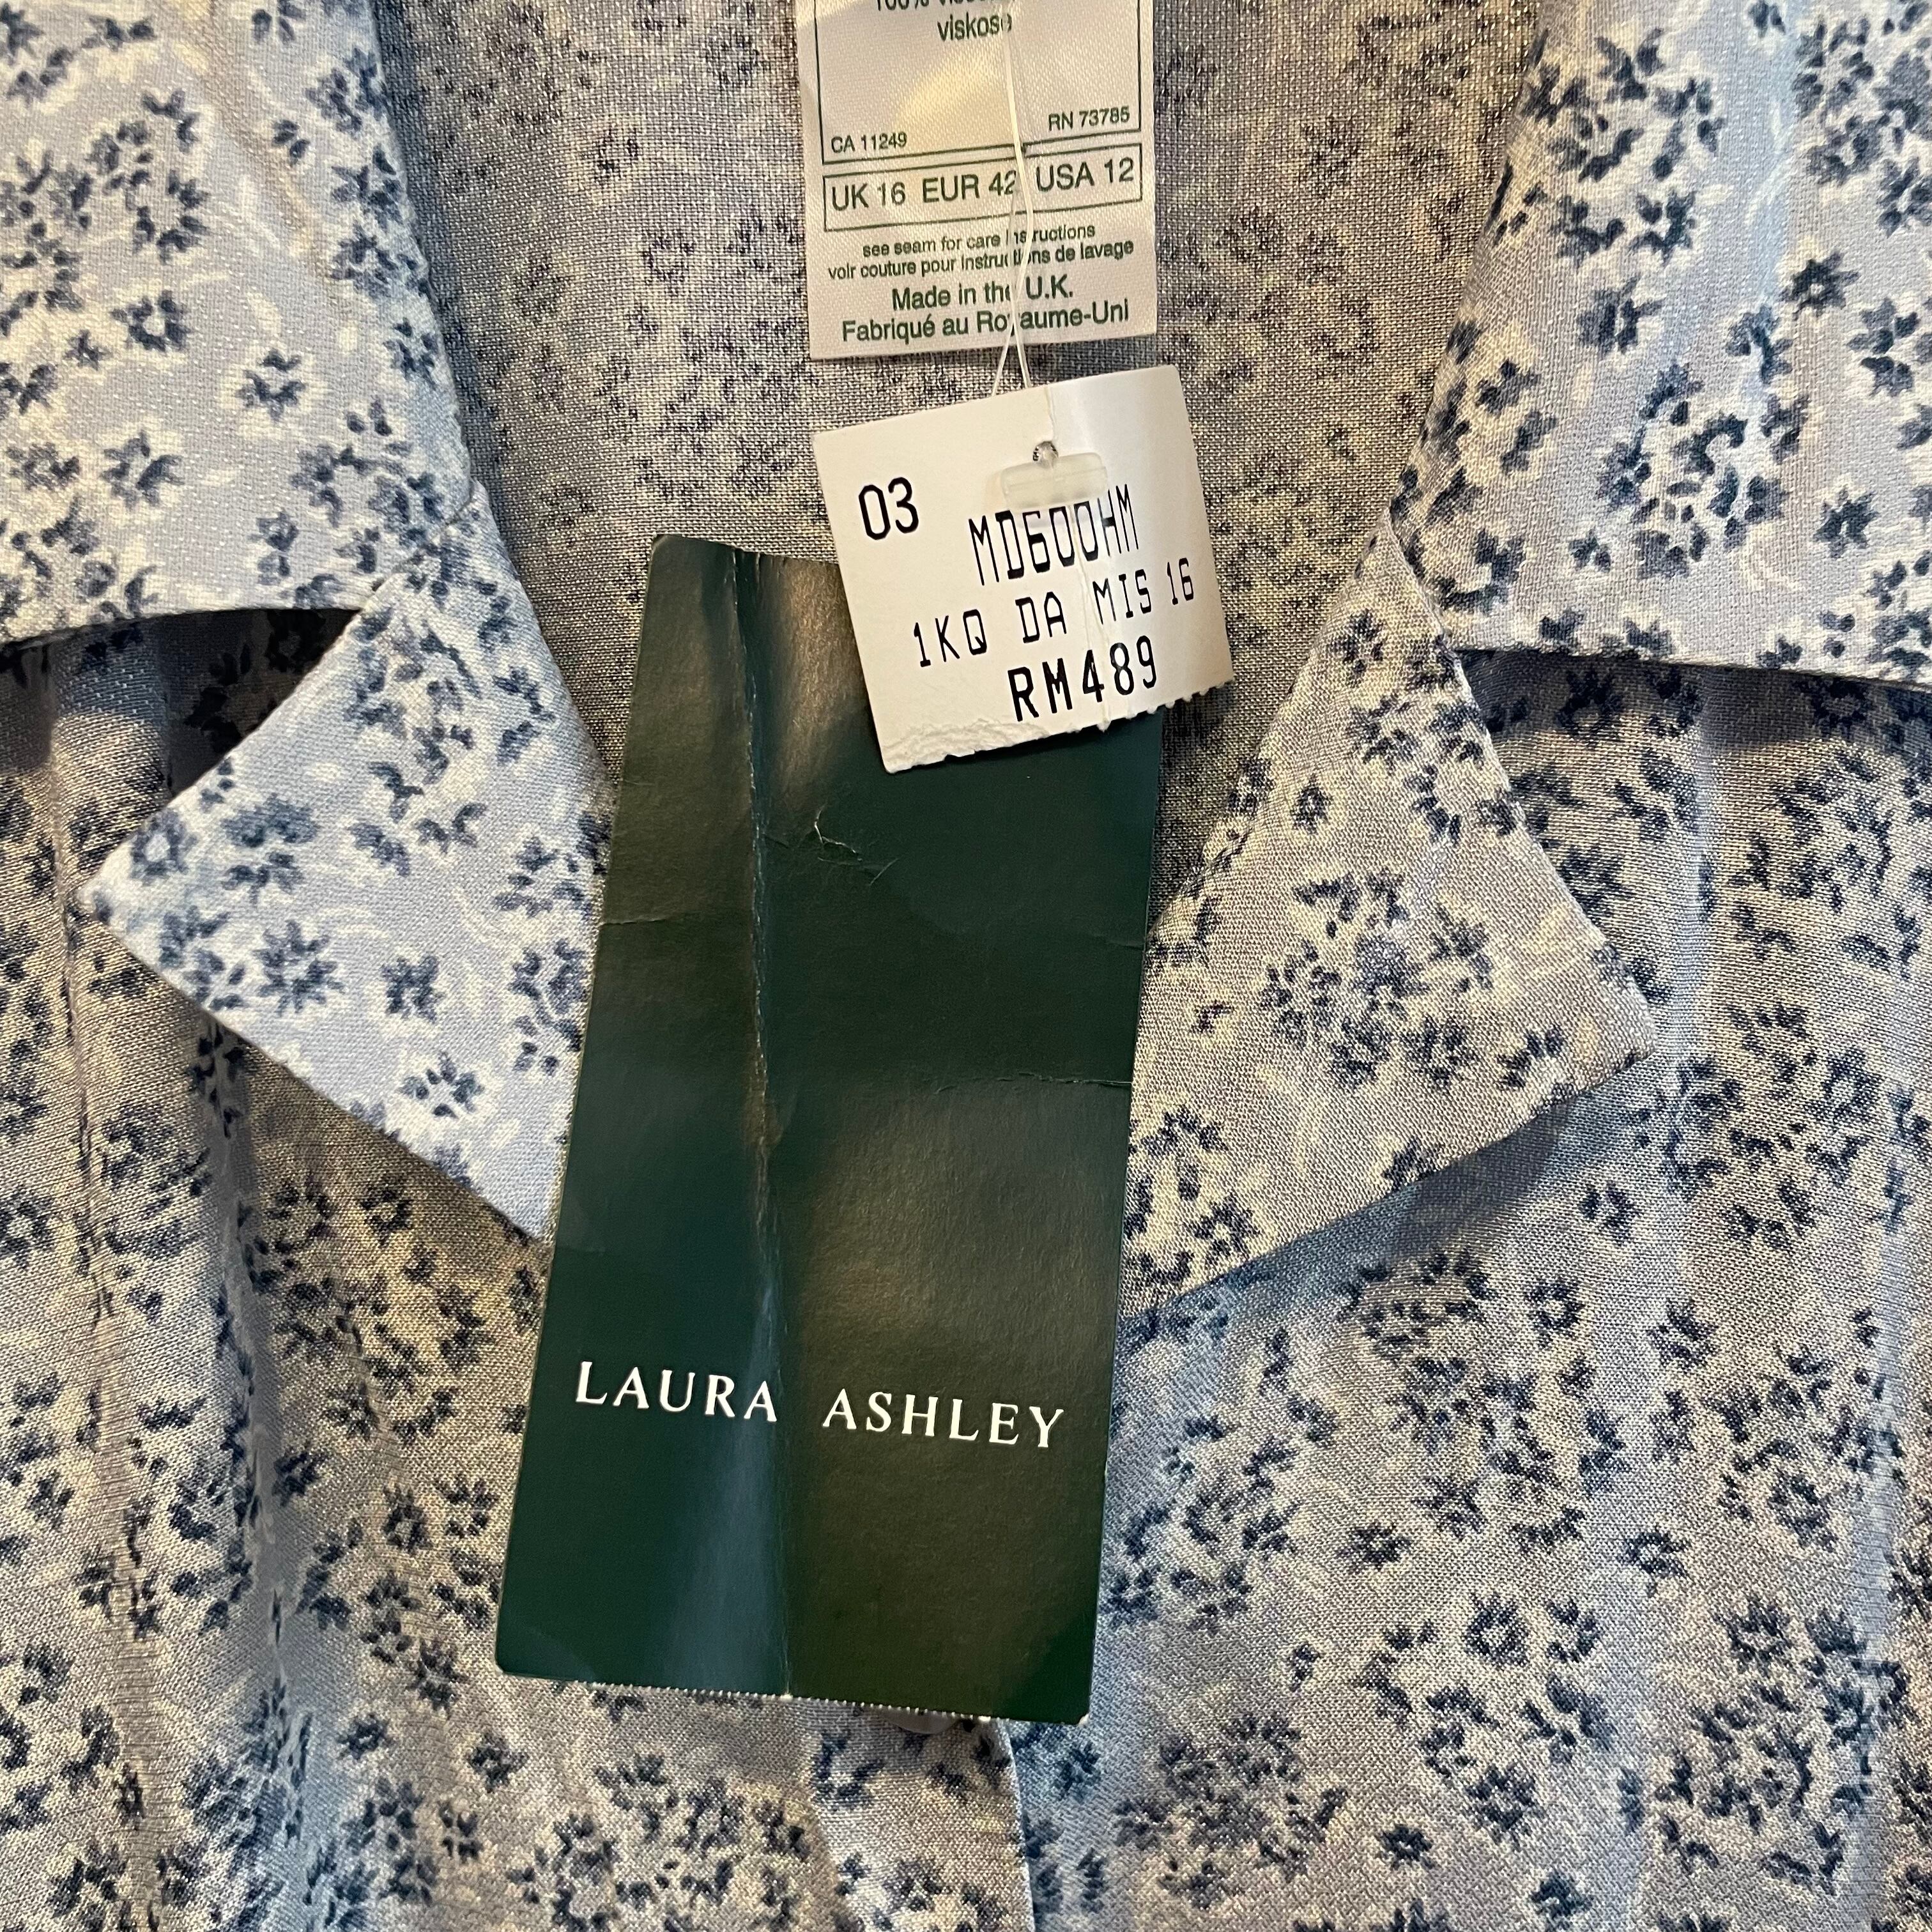 viskose
CA 11249 RN 73785
UK 16 EUR 42 USA 12
see seam for care instructions
voir couture pour instructions de lavage
Made in the U.K.
Fabriqué au Royaume-Uni
03
MD600HM
1KQ DA MIS 16
RM489
LAURA ASHLEY